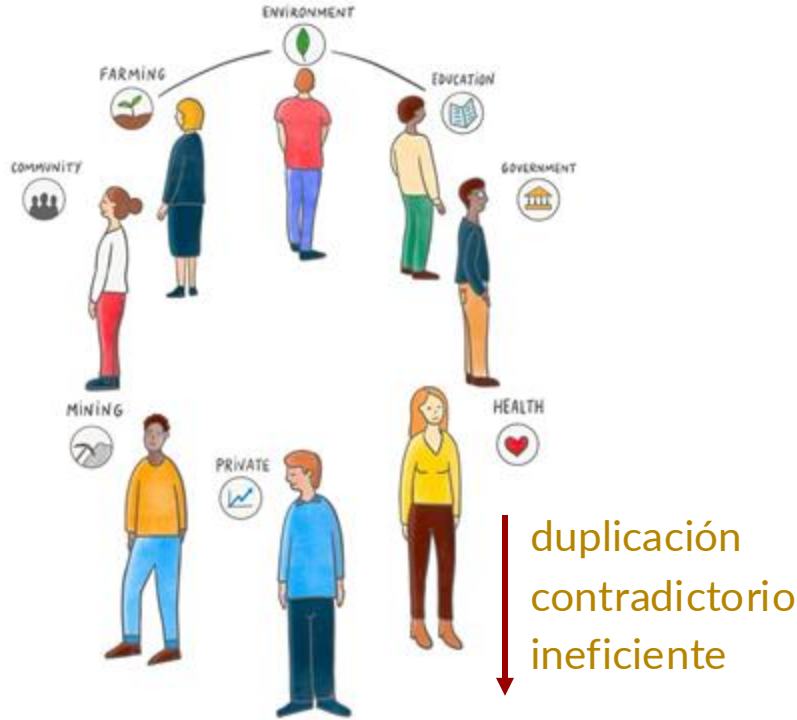 ENVIRONMENT
FARMING
EDUCATION
COMMUNITY
GOVERNMENT
MINING
HEALTH
PRIVATE
duplicación
contradictorio
ineficiente